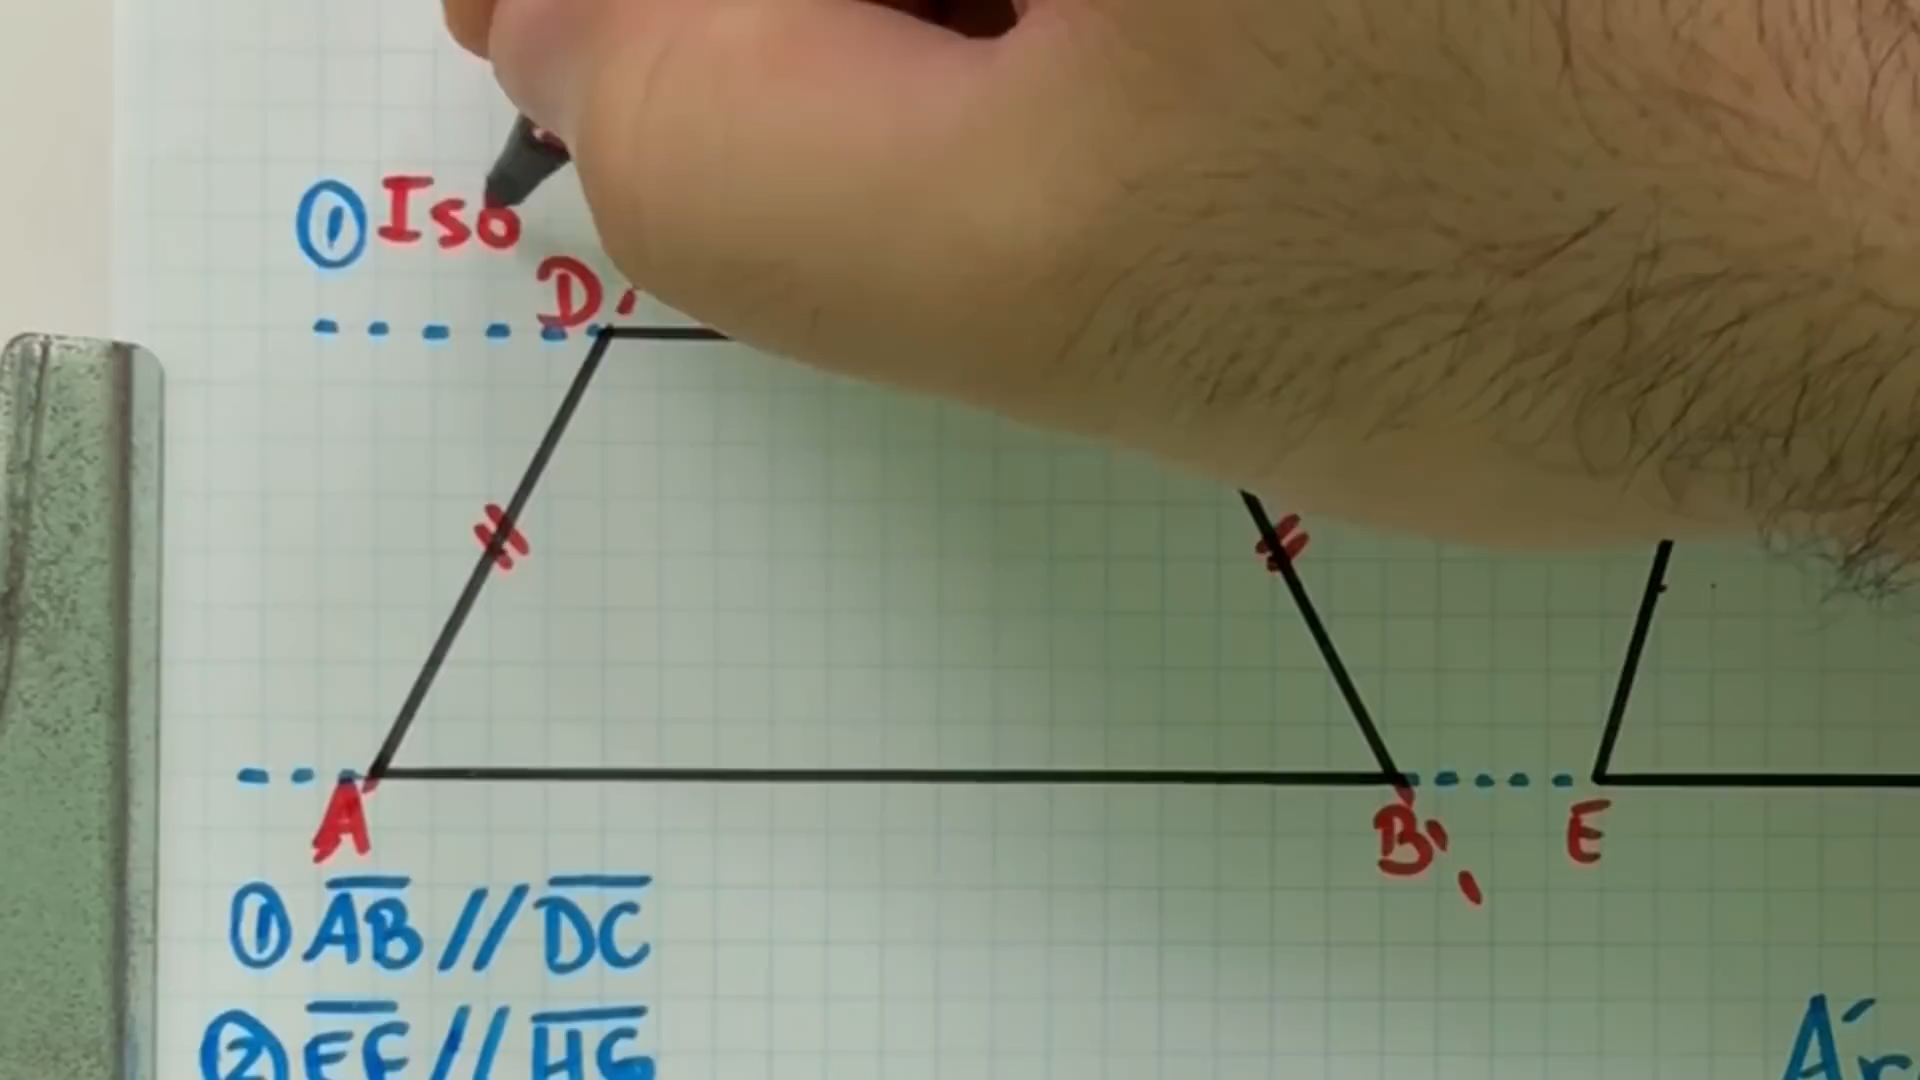 ① Iso
D
A
B
E
① AB // DC
② EF // HG